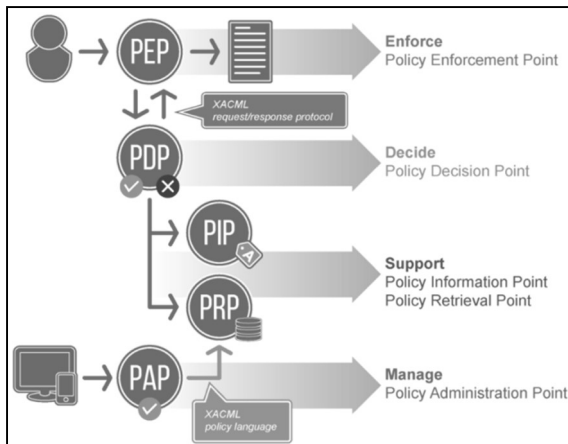 PEP
Enforce
Policy Enforcement Point
XACML
request/response protocol
PDP
Decide
Policy Decision Point
PIP
A
Support
Policy Information Point
Policy Retrieval Point
PRP
PAP
Manage
Policy Administration Point
XACML
policy language